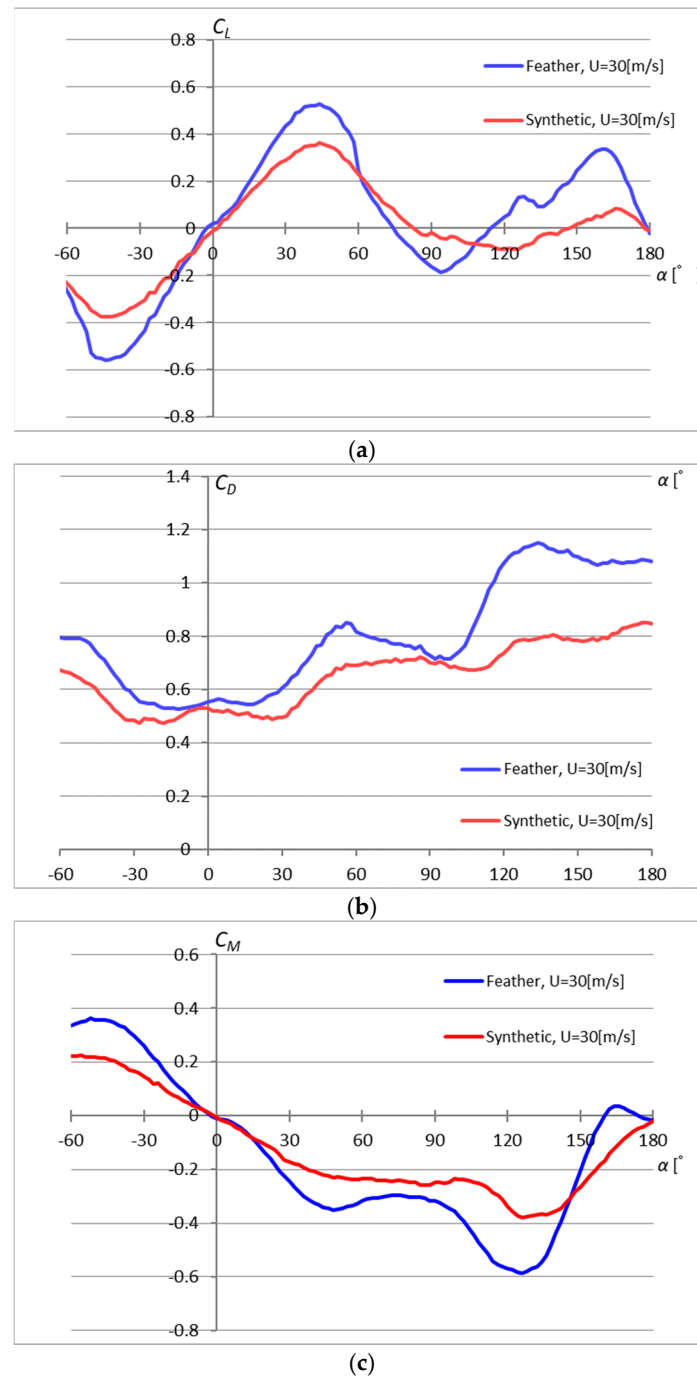 C_L
0.8
Feather, U=30[m/s]
0.6
Synthetic, U=30[m/s]
0.4
0.2
0
-60 -30 0 30 60 90 120 150 180
-0.2
α [°
-0.4
-0.6
-0.8
(a)
1.4
C_D
α [°
1.2
1
0.8
0.6
0.4
Feather, U=30[m/s]
0.2
Synthetic, U=30[m/s]
0
-60 -30 0 30 60 90 120 150 180
(b)
C_M
0.6
Feather, U=30[m/s]
0.4
Synthetic, U=30[m/s]
0.2
0
-60 -30 0 30 60 90 120 150 180
α [°
-0.2
-0.4
-0.6
-0.8
(c)